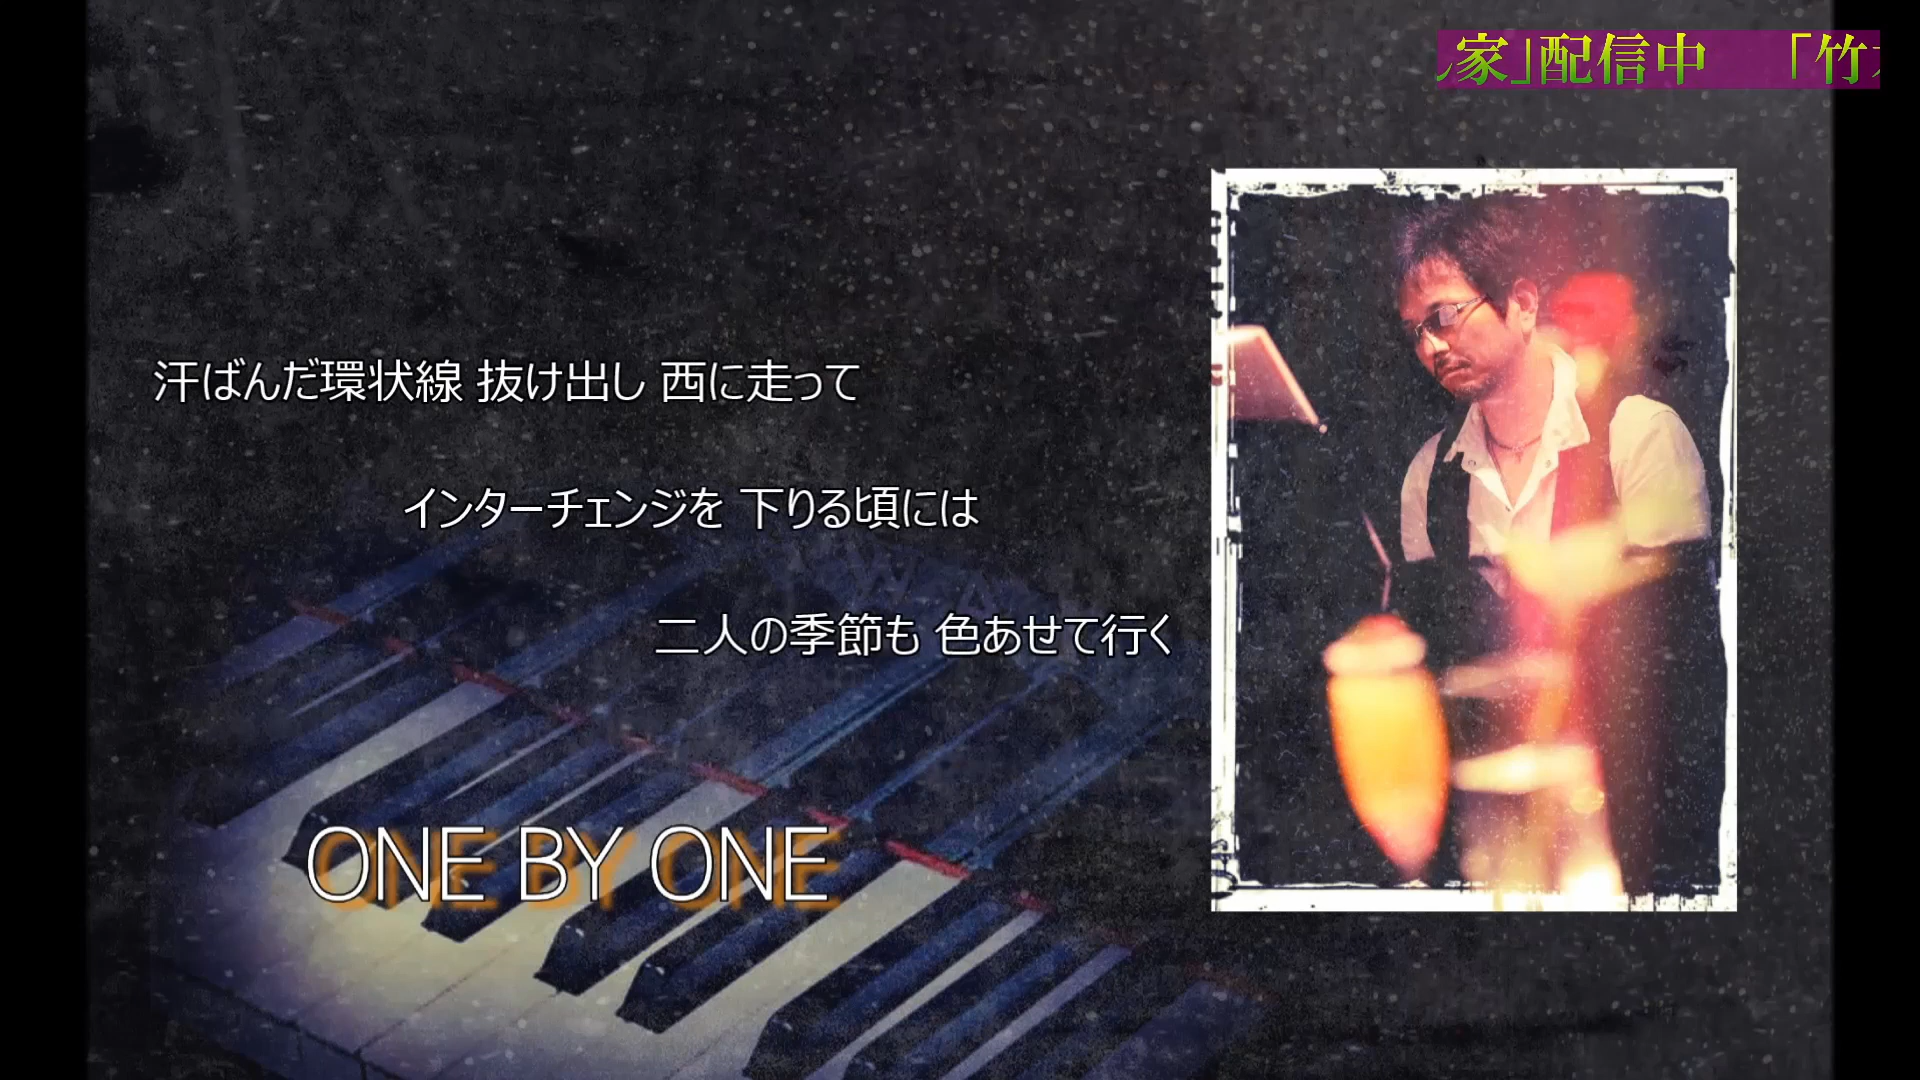 家」配信中　「竹
汗ばんだ環状線 抜け出し 西に走って
インターチェンジを 下りる頃には
二人の季節も 色あせて行く
ONE BY ONE